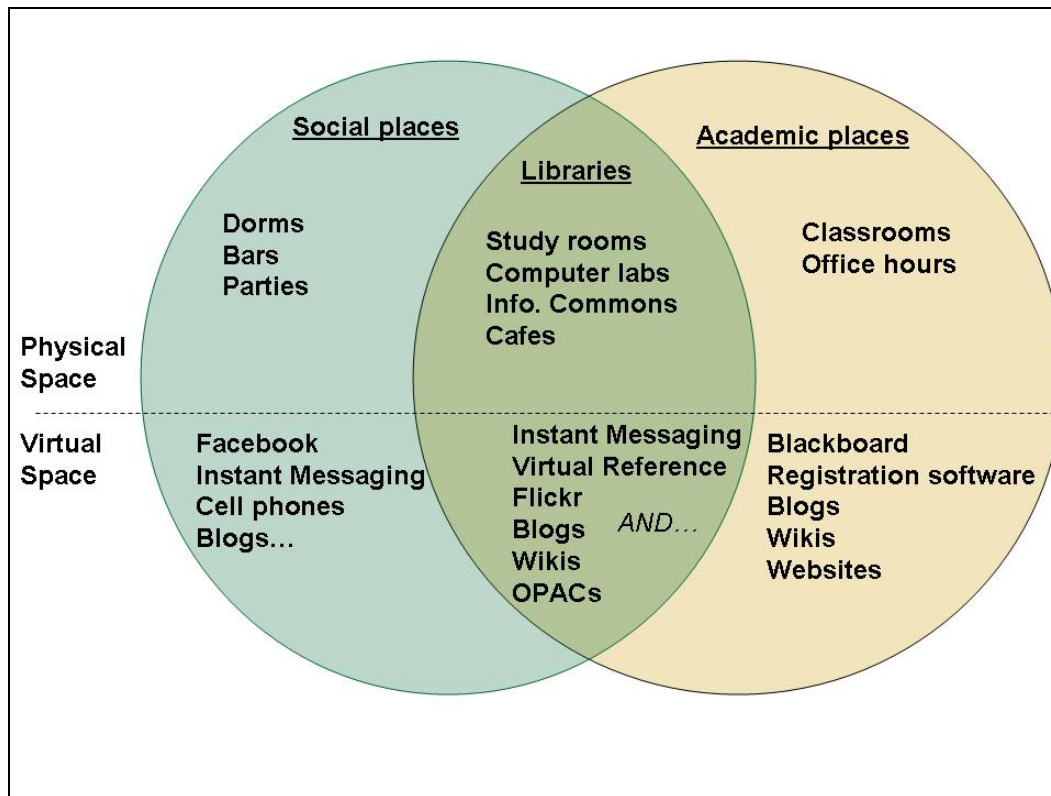 Social places
Academic places
Libraries
Dorms
Bars
Parties
Study rooms
Computer labs
Info. Commons
Cafes
Classrooms
Office hours
Physical
Space
Virtual
Space
Facebook
Instant Messaging
Cell phones
Blogs…
Instant Messaging
Virtual Reference
Flickr
Blogs
AND…
Wikis
OPACs
Blackboard
Registration software
Blogs
Wikis
Websites